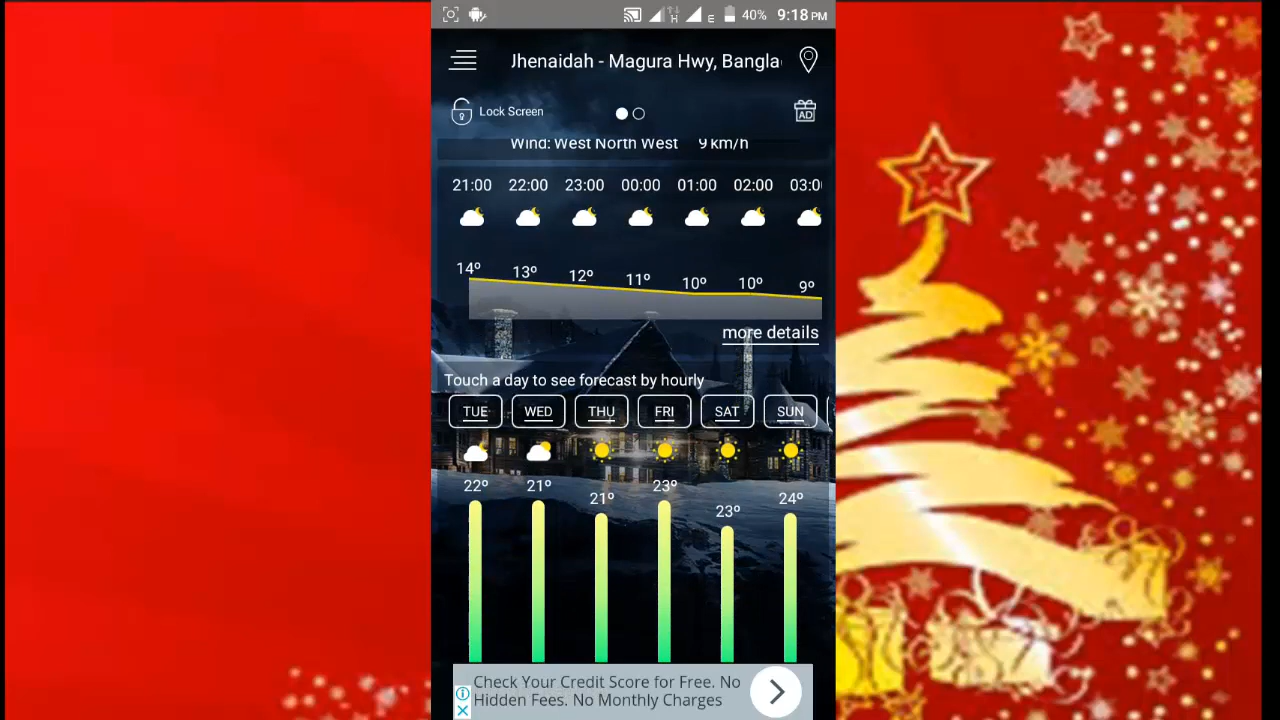 40% 9:18 PM
Jhenaidah - Magura Hwy, Bangla
Lock Screen
AD
Wind: West North West 9 km/h
21:00 22:00 23:00 00:00 01:00 02:00 03:0
14º 13º 12º 11º 10º 10º 9º
more details
Touch a day to see forecast by hourly
TUE WED THU FRI SAT SUN
22º 21º 21º 23º 23º 24º
Check Your Credit Score for Free. No
Hidden Fees. No Monthly Charges